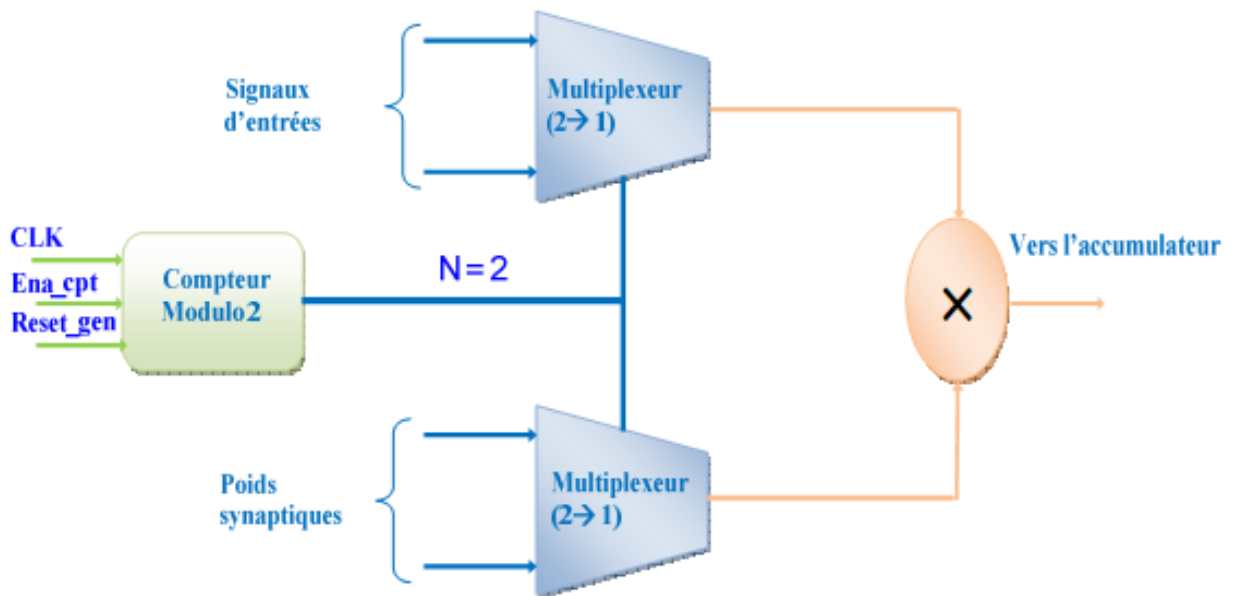 Signaux
d'entrées
Multiplexeur
(2→1)
CLK
Ena_cpt
Reset_gen
Compteur
Modulo2
N=2
Vers l'accumulateur
×
Poids
synaptiques
Multiplexeur
(2→1)